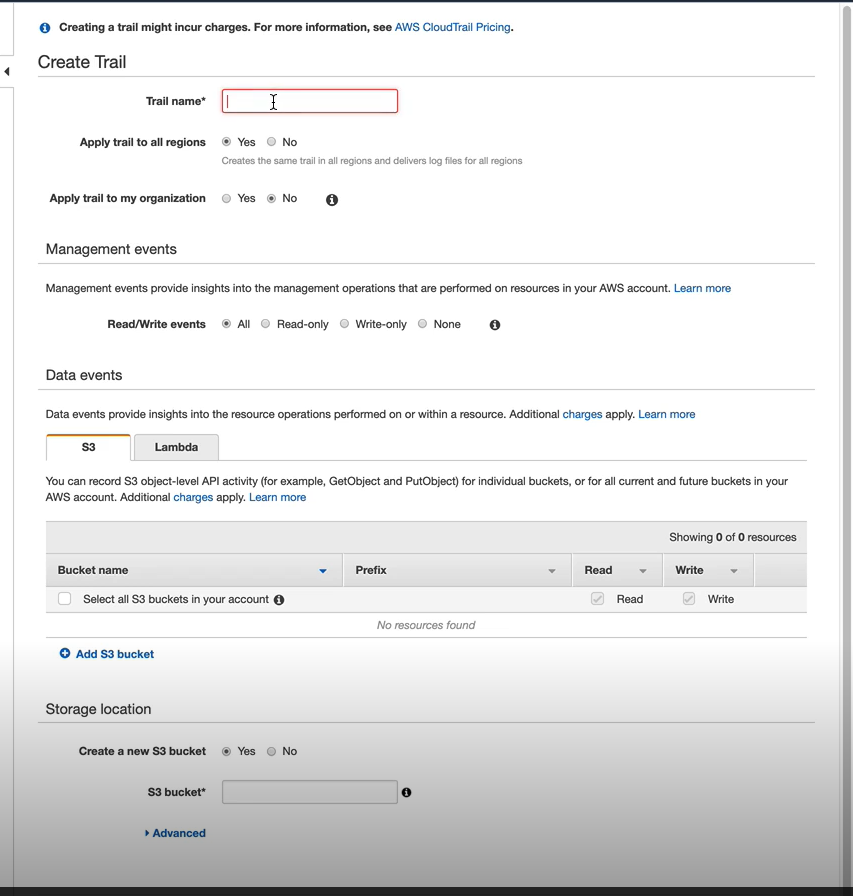 Creating a trail might incur charges. For more information, see AWS CloudTrail Pricing.
Create Trail
Trail name*
Apply trail to all regions Yes No
Creates the same trail in all regions and delivers log files for all regions
Apply trail to my organization Yes No
Management events
Management events provide insights into the management operations that are performed on resources in your AWS account. Learn more
Read/Write events All Read-only Write-only None
Data events
Data events provide insights into the resource operations performed on or within a resource. Additional charges apply. Learn more
S3 Lambda
You can record S3 object-level API activity (for example, GetObject and PutObject) for individual buckets, or for all current and future buckets in your
AWS account. Additional charges apply. Learn more
Showing 0 of 0 resources
Bucket name Prefix Read Write
Select all S3 buckets in your account Read Write
No resources found
Add S3 bucket
Storage location
Create a new S3 bucket Yes No
S3 bucket*
Advanced